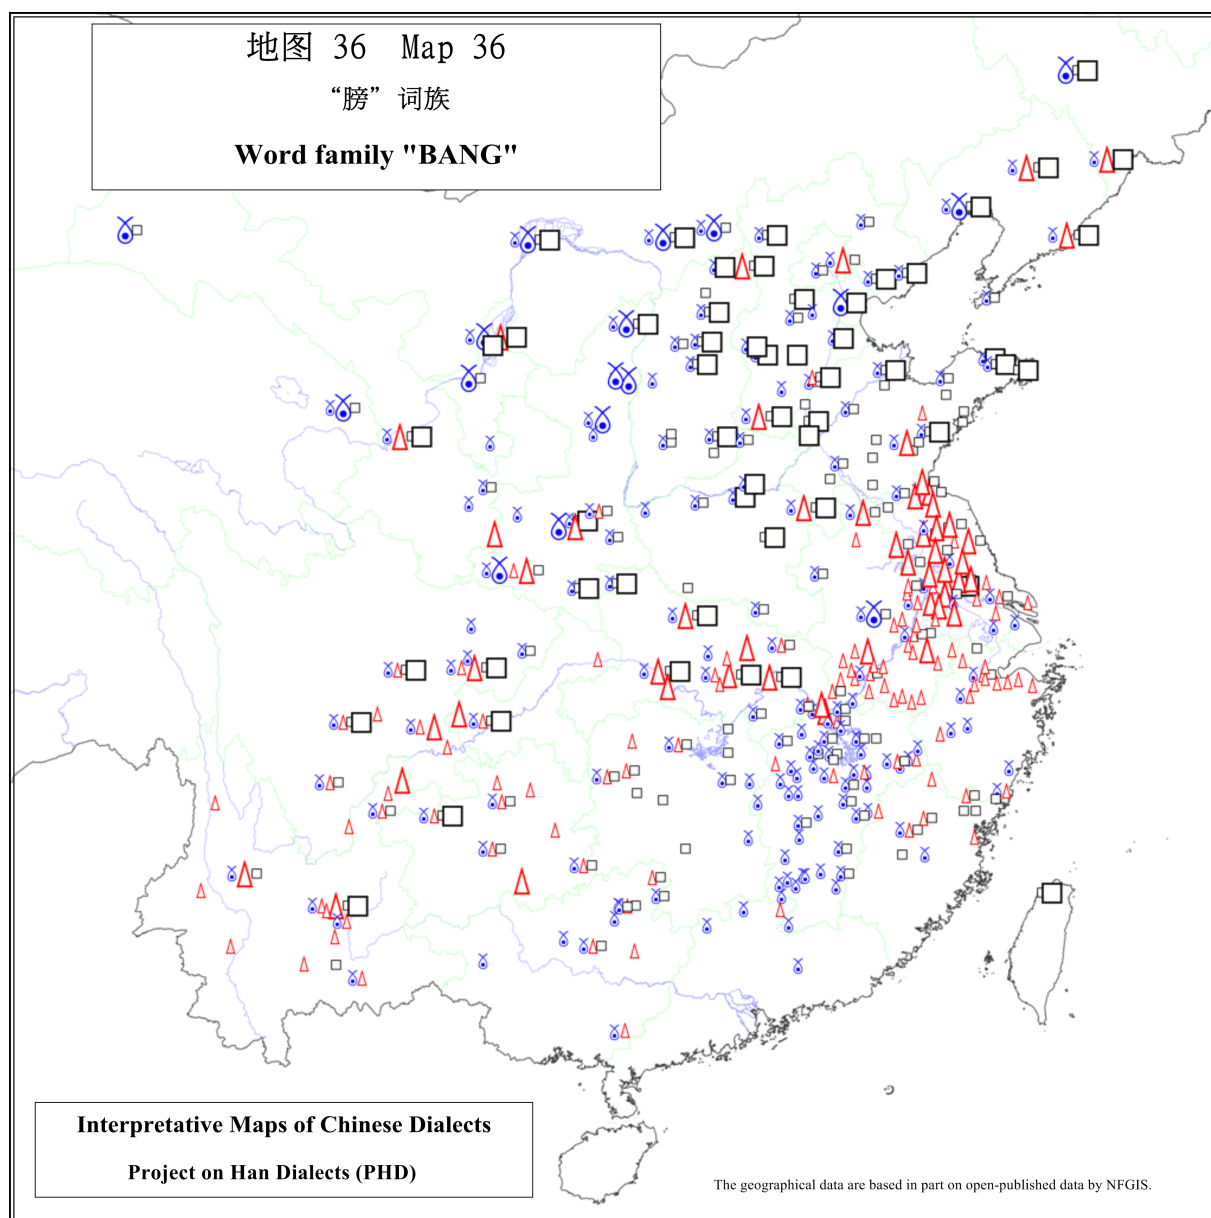 地图 36 Map 36
“膀” 词族
Word family "BANG"
Interpretative Maps of Chinese Dialects
Project on Han Dialects (PHD)
The geographical data are based in part on open-published data by NFGIS.